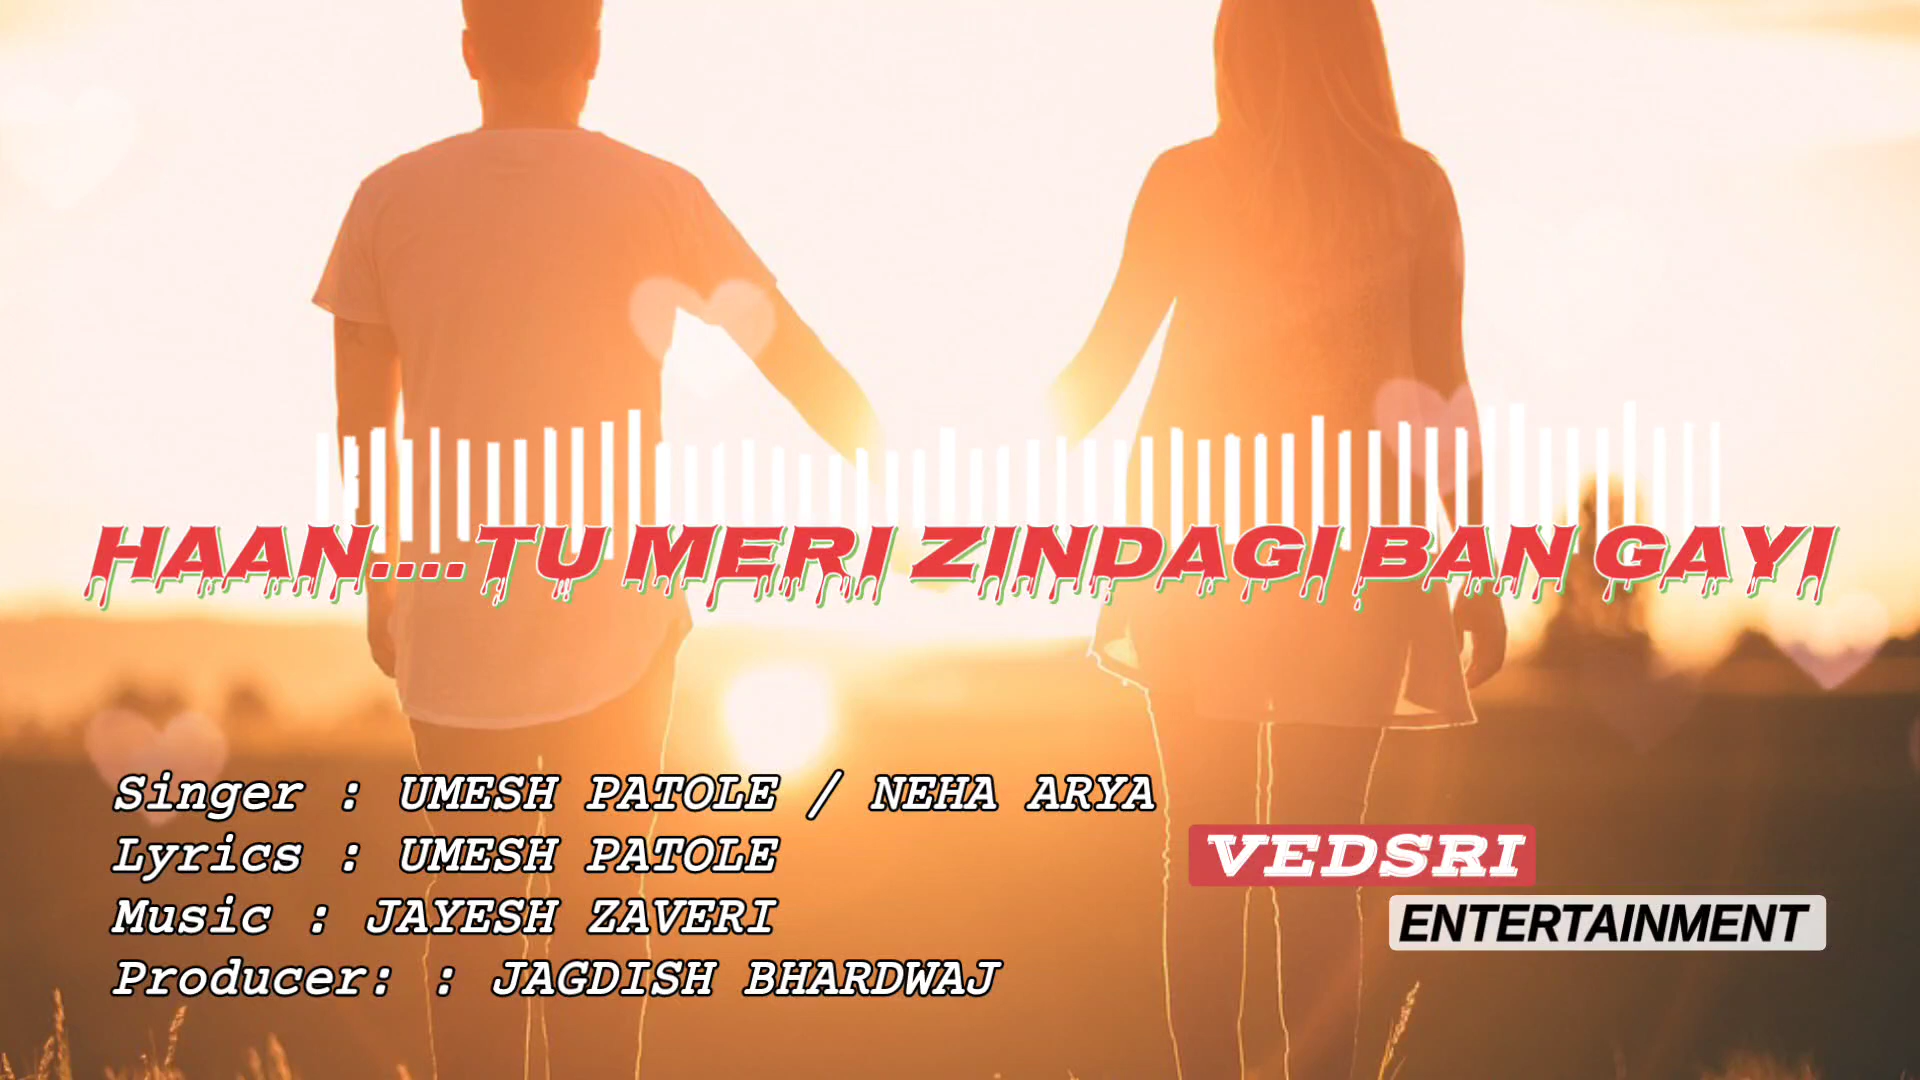 HAAN....TU MERI ZINDAGI BAN GAYI
Singer : UMESH PATOLE / NEHA ARYA
Lyrics : UMESH PATOLE
Music : JAYESH ZAVERI
Producer: : JAGDISH BHARDWAJ
VEDSRI
ENTERTAINMENT